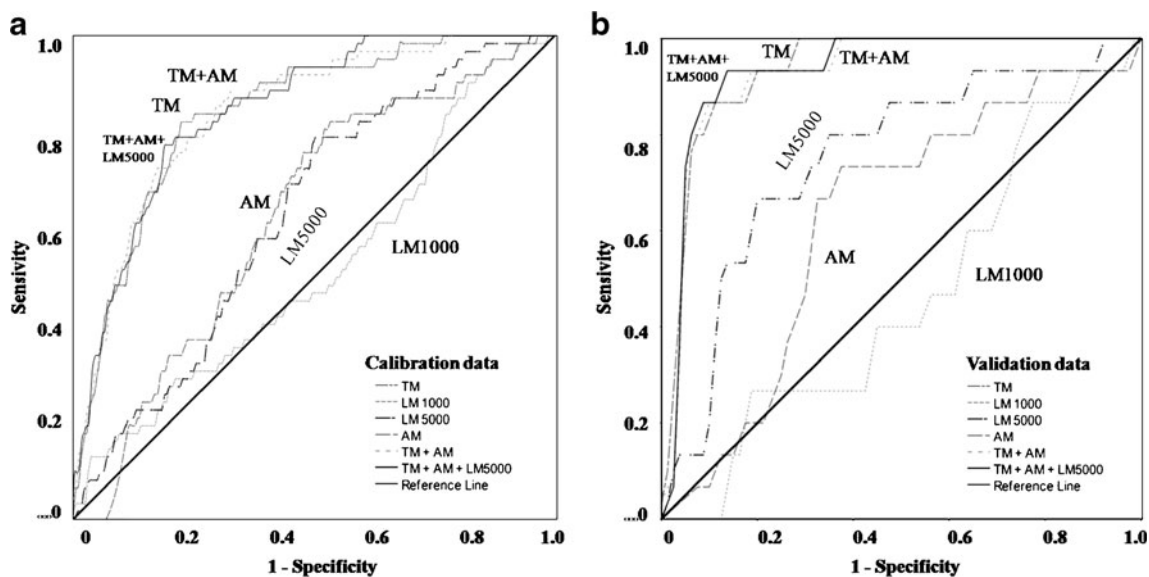 a
1.0
0.8
0.6
0.4
0.2
.0
Sensivity
TM+AM
TM
TM+AM+
LM5000
AM
LM5000
LM1000
Calibration data
TM
LM 1000
LM 5000
AM
TM + AM
TM + AM + LM5000
Reference Line
0 0.2 0.4 0.6 0.8 1.0
1 - Specificity
b
1.0
0.8
0.6
0.4
0.2
.0
Sensivity
TM+AM+
LM5000
TM
TM+AM
LM5000
AM
LM1000
Validation data
TM
LM 1000
LM 5000
AM
TM + AM
TM + AM + LM5000
Reference Line
0 0.2 0.4 0.6 0.8 1.0
1 - Specificity